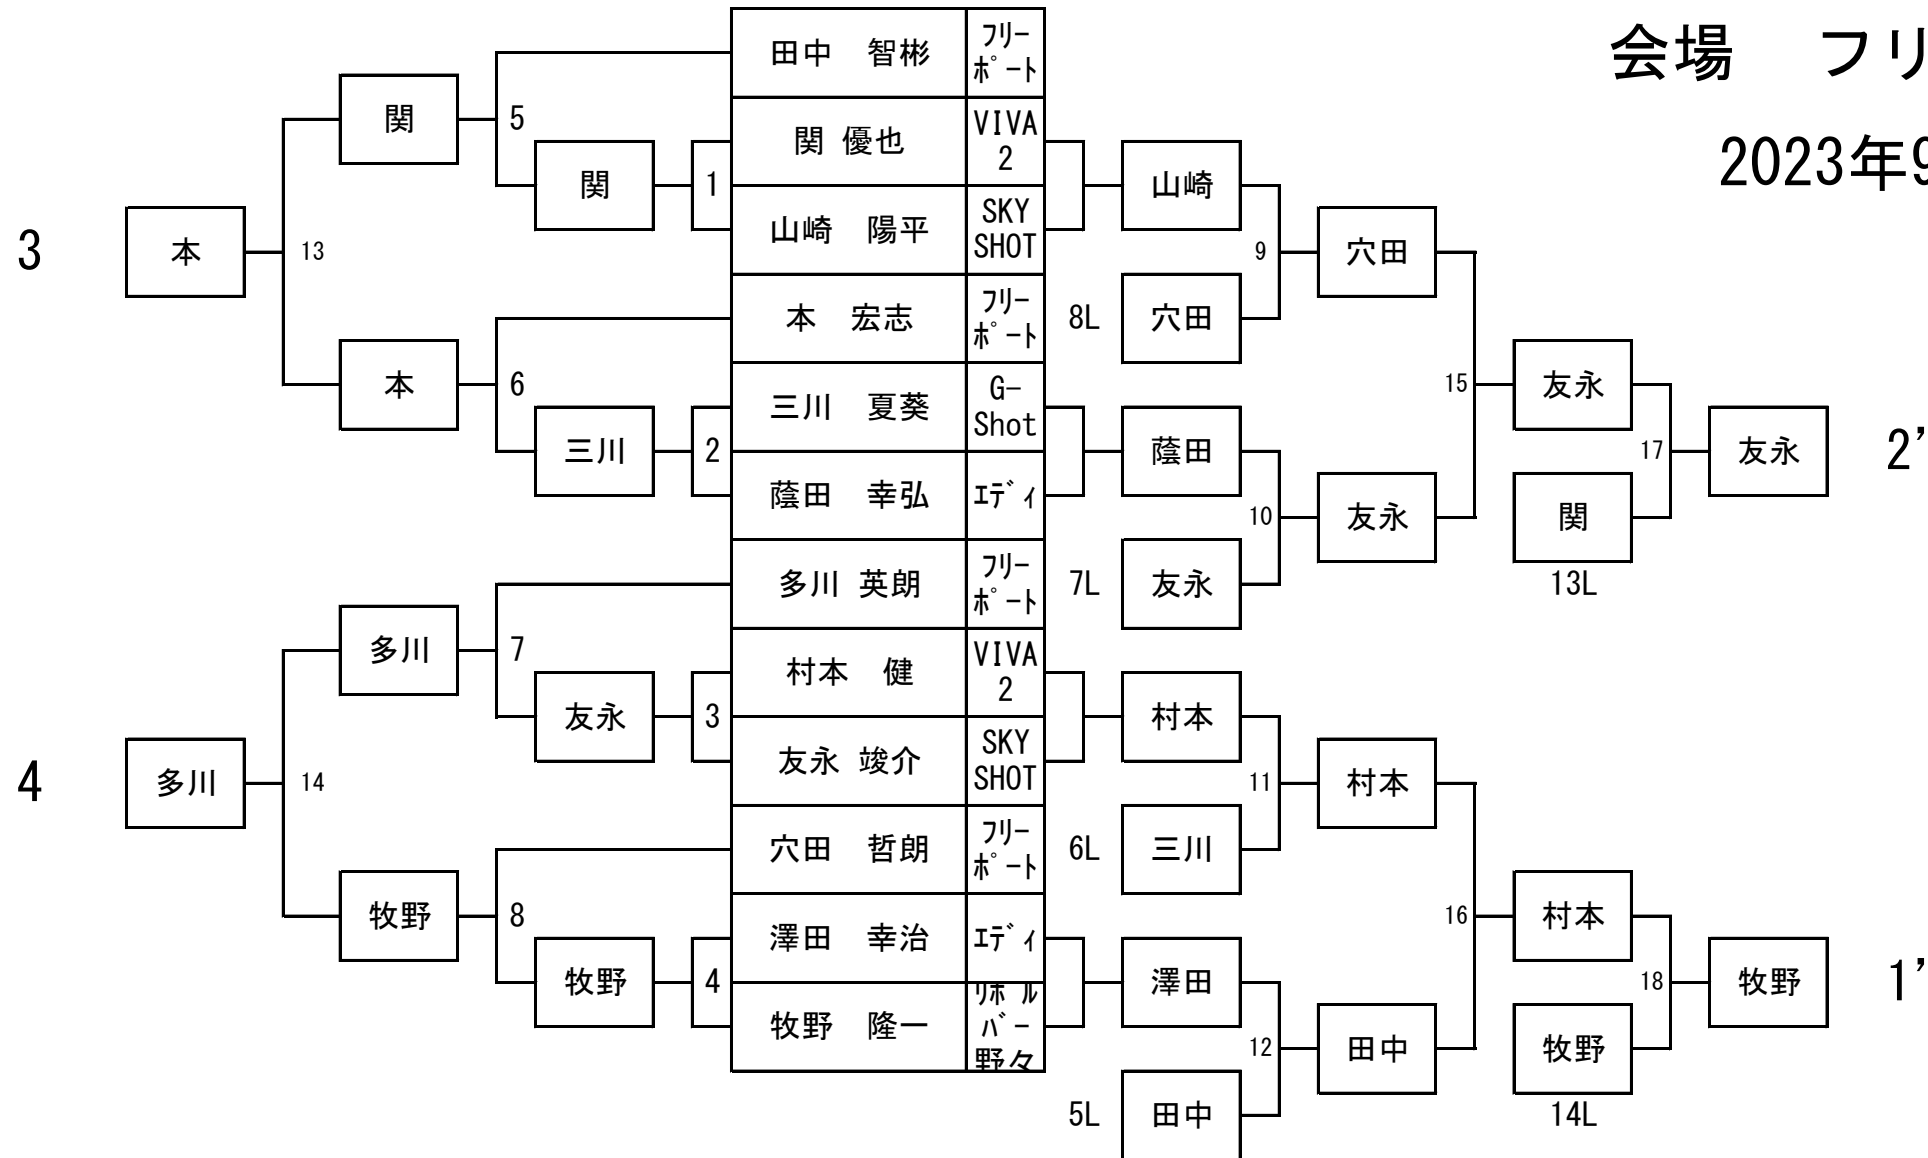 会場　フリ
2023年9
田中　智彬
ﾌﾘｰ
ﾎﾟｰﾄ
関 優也
VIVA
2
山崎　陽平
SKY
SHOT
本　宏志
ﾌﾘｰ
ﾎﾟｰﾄ
三川　夏葵
G-
Shot
蔭田　幸弘
ｴﾃﾞｨ
多川 英朗
ﾌﾘｰ
ﾎﾟｰﾄ
村本　健
VIVA
2
友永 竣介
SKY
SHOT
穴田　哲朗
ﾌﾘｰ
ﾎﾟｰﾄ
澤田　幸治
ｴﾃﾞｨ
牧野　隆一
ﾘﾎﾞﾙ
ﾊﾞｰ
野々
3
本
13
関
5
関
1
本
6
三川
2
4
多川
14
多川
7
友永
3
牧野
8
牧野
4
山崎
9
8L
穴田
穴田
15
蔭田
10
7L
友永
友永
友永
17
関
13L
友永
2’
村本
11
6L
三川
村本
16
澤田
12
5L
田中
田中
村本
18
牧野
14L
牧野
1’